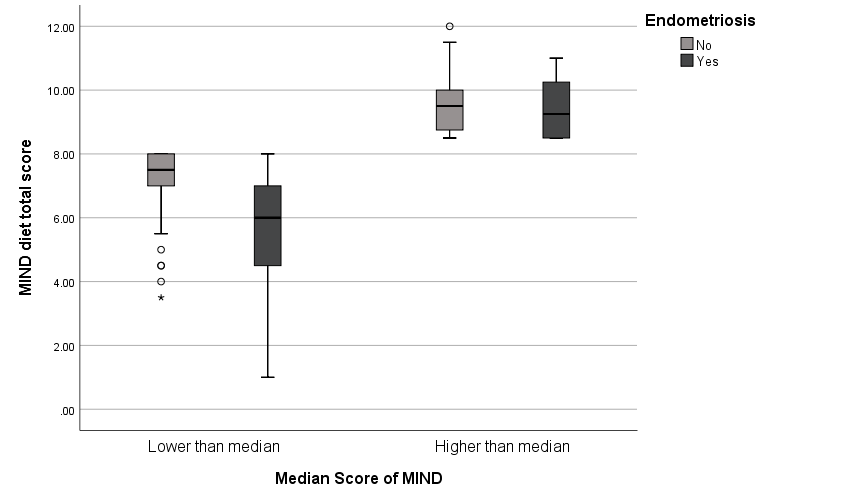 Endometriosis
No
Yes
MIND diet total score
12.00
10.00
8.00
6.00
4.00
2.00
.00
Lower than median
Higher than median
Median Score of MIND